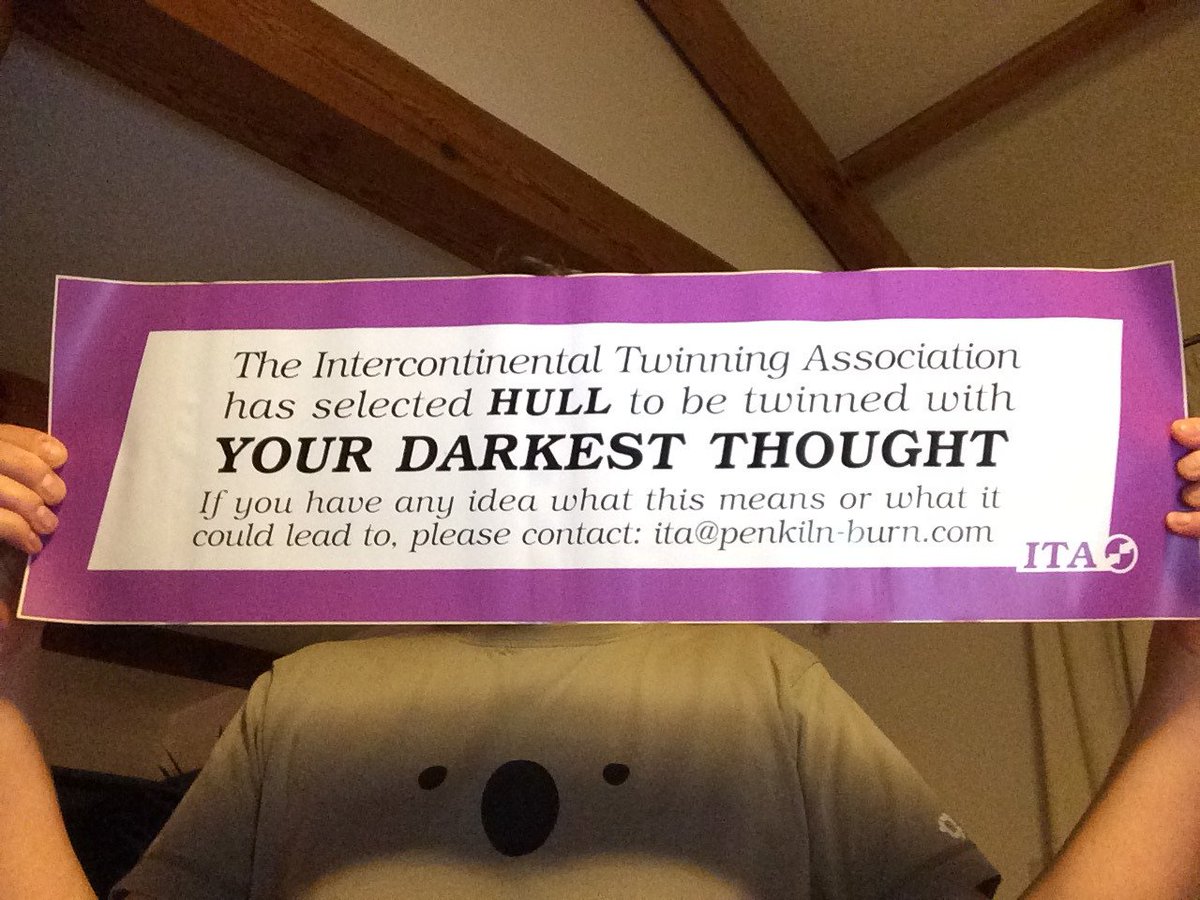 The Intercontinental Twinning Association
has selected HULL to be twinned with
YOUR DARKEST THOUGHT
If you have any idea what this means or what it
could lead to, please contact: ita@penkiln-burn.com
ITA